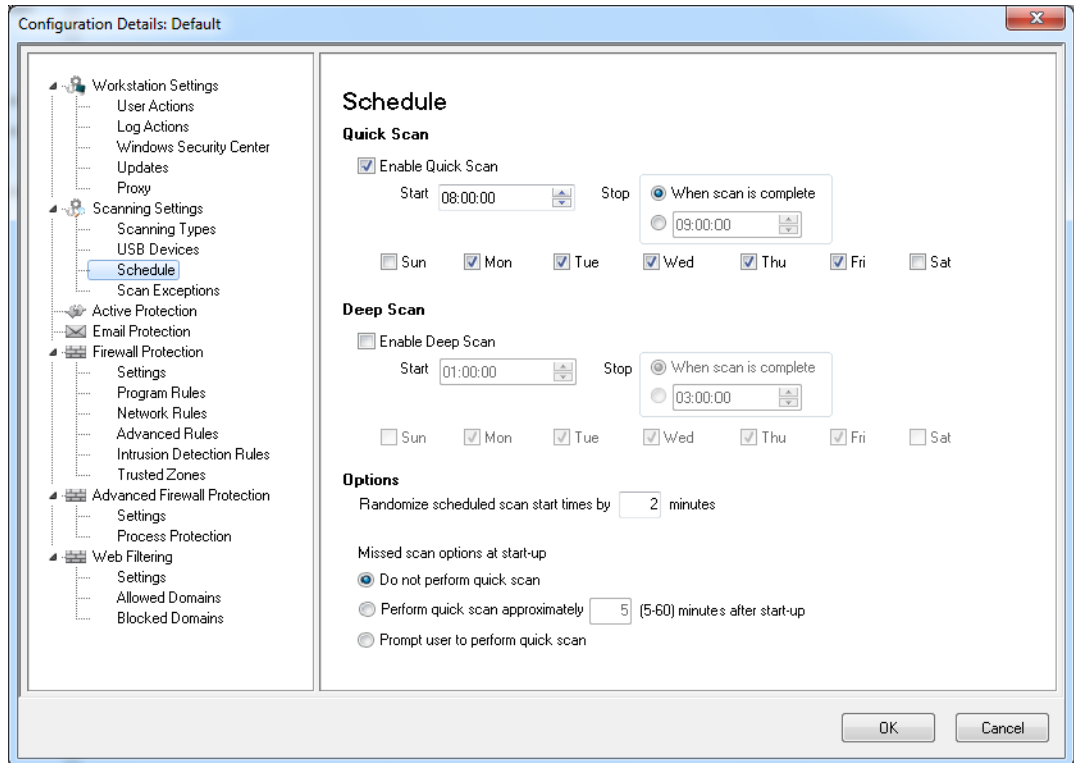 Configuration Details: Default
Workstation Settings
User Actions
Log Actions
Windows Security Center
Updates
Proxy
Scanning Settings
Scanning Types
USB Devices
Schedule
Scan Exceptions
Active Protection
Email Protection
Firewall Protection
Settings
Program Rules
Network Rules
Advanced Rules
Intrusion Detection Rules
Trusted Zones
Advanced Firewall Protection
Settings
Process Protection
Web Filtering
Settings
Allowed Domains
Blocked Domains
Schedule
Quick Scan
Enable Quick Scan
Start 08:00:00 Stop When scan is complete
09:00:00
Sun Mon Tue Wed Thu Fri Sat
Deep Scan
Enable Deep Scan
Start 01:00:00 Stop When scan is complete
03:00:00
Sun Mon Tue Wed Thu Fri Sat
Options
Randomize scheduled scan start times by 2 minutes
Missed scan options at start-up
Do not perform quick scan
Perform quick scan approximately 5 (5-60) minutes after start-up
Prompt user to perform quick scan
OK Cancel